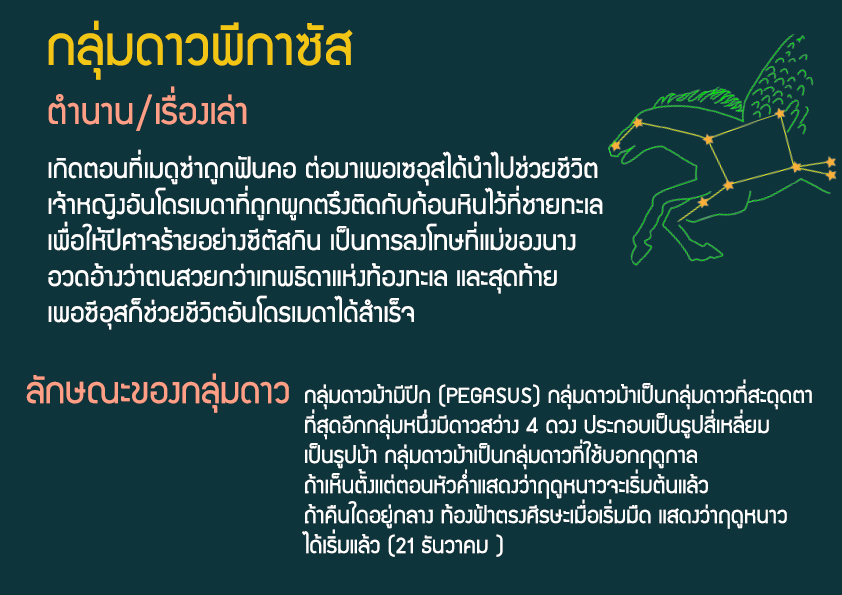 กลุ่มดาวพีกาซัส
ตำนาน/เรื่องเล่า
เกิดตอนที่เมดูซ่าถูกฟันคอ ต่อมาเพอเซอุสได้นำไปช่วยชีวิต
เจ้าหญิงอันโดรเมดาที่ถูกผูกตรึงติดกับก้อนหินไว้ที่ชายทะเล
เพื่อให้ปีศาจร้ายอย่างซีตัสกิน เป็นการลงโทษที่แม่ของนาง
อวดอ้างว่าตนสวยกว่าเทพธิดาแห่งท้องทะเล และสุดท้าย
เพอซีอุสก็ช่วยชีวิตอันโดรเมดาได้สำเร็จ
ลักษณะของกลุ่มดาว
กลุ่มดาวม้ามีปีก (PEGASUS) กลุ่มดาวม้าเป็นกลุ่มดาวที่สะดุดตา
ที่สุดอีกกลุ่มหนึ่งมีดาวสว่าง 4 ดวง ประกอบเป็นรูปสี่เหลี่ยม
เป็นรูปม้า กลุ่มดาวม้าเป็นกลุ่มดาวที่ใช้บอกฤดูกาล
ถ้าเห็นตั้งแต่ตอนหัวค่ำแสดงว่าฤดูหนาวจะเริ่มต้นแล้ว
ถ้าคืนใดอยู่กลาง ท้องฟ้าตรงศีรษะเมื่อเริ่มมืด แสดงว่าฤดูหนาว
ได้เริ่มแล้ว (21 ธันวาคม )